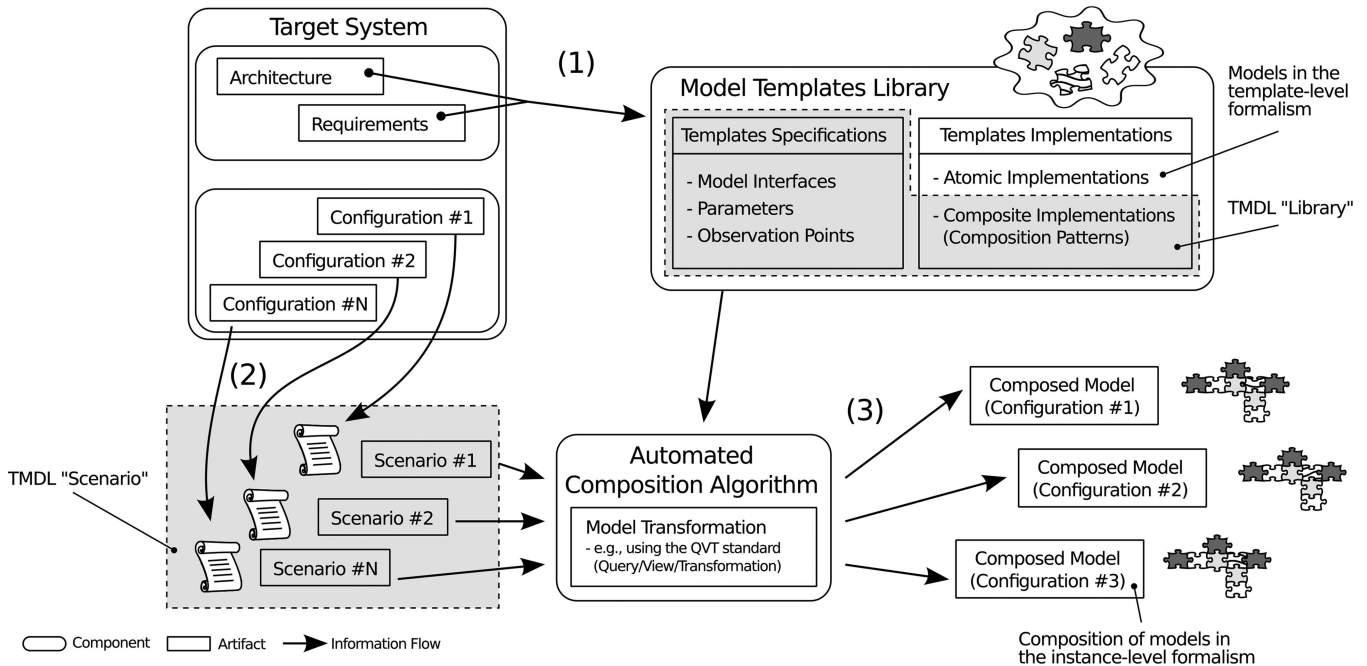 Target System
Architecture
Requirements
Configuration #1
Configuration #2
Configuration #N
(1)
Model Templates Library
Templates Specifications
- Model Interfaces
- Parameters
- Observation Points
Templates Implementations
- Atomic Implementations
- Composite Implementations
(Composition Patterns)
Models in the
template-level
formalism
TMDL "Library"
(2)
TMDL "Scenario"
Scenario #1
Scenario #2
Scenario #N
Automated
Composition Algorithm
Model Transformation
- e.g., using the QVT standard
(Query/View/Transformation)
(3)
Composed Model
(Configuration #1)
Composed Model
(Configuration #2)
Composed Model
(Configuration #3)
Composition of models in
the instance-level formalism
Component
Artifact
Information Flow